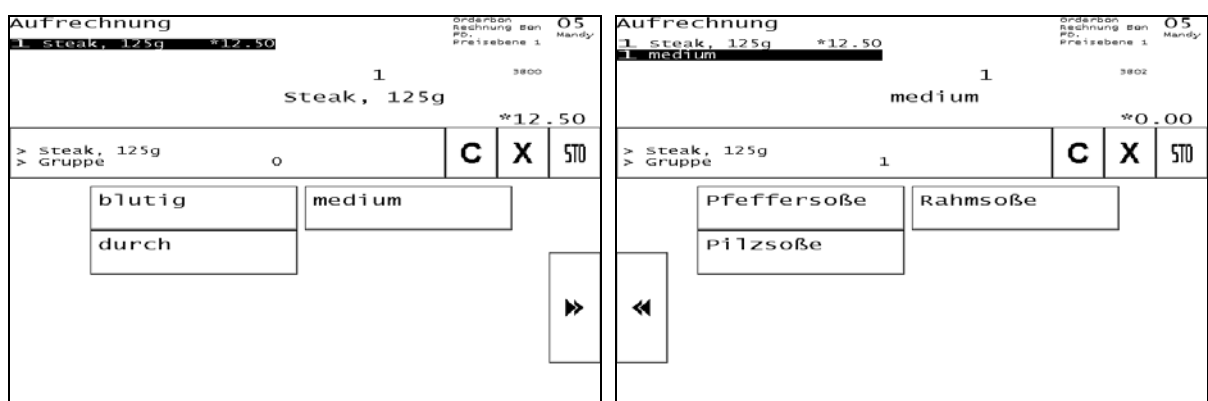 Aufrechnung
Orderbon
Rechnung Bon
PD.
Preisebene 1
05
Mandy
1 Steak, 125g *12.50
1
3800
Steak, 125g
*12.50
> Steak, 125g
> Gruppe 0
C
X
STO
blutig
medium
durch
Aufrechnung
Orderbon
Rechnung Bon
PD.
Preisebene 1
05
Mandy
1 Steak, 125g *12.50
1 medium
1
3802
medium
*0.00
> Steak, 125g
> Gruppe 1
C
X
STO
Pfeffersoße
Rahmsoße
Pilzsoße